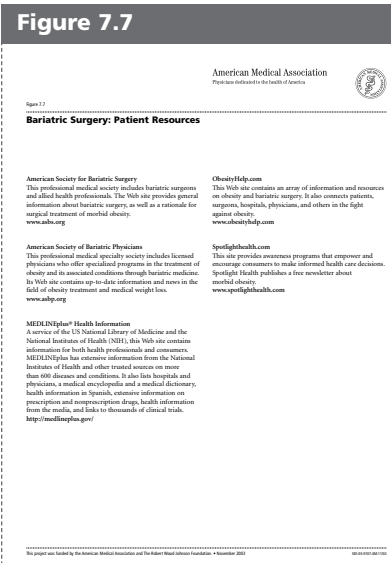 Figure 7.7
American Medical Association
Physicians dedicated to the health of America
Figure 7.7
Bariatric Surgery: Patient Resources
American Society for Bariatric Surgery
This professional medical society includes bariatric surgeons
and allied health professionals. The Web site provides general
information about bariatric surgery, as well as a rationale for
surgical treatment of morbid obesity.
www.asbs.org
American Society of Bariatric Physicians
This professional medical specialty society includes licensed
physicians who offer specialized programs in the treatment of
obesity and its associated conditions through bariatric medicine.
Its Web site contains up-to-date information and news in the
field of obesity treatment and medical weight loss.
www.asbp.org
MEDLINEplus® Health Information
A service of the US National Library of Medicine and the
National Institutes of Health (NIH), this Web site contains
information for both health professionals and consumers.
MEDLINEplus has extensive information from the National
Institutes of Health and other trusted sources on more
than 600 diseases and conditions. It also lists hospitals and
physicians, a medical encyclopedia and a medical dictionary,
health information in Spanish, extensive information on
prescription and nonprescription drugs, health information
from the media, and links to thousands of clinical trials.
http://medlineplus.gov/
ObesityHelp.com
This Web site contains an array of information and resources
on obesity and bariatric surgery. It also connects patients,
surgeons, hospitals, physicians, and others in the fight
against obesity.
www.obesityhelp.com
Spotlighthealth.com
This site provides awareness programs that empower and
encourage consumers to make informed health care decisions.
Spotlight Health publishes a free newsletter about
morbid obesity.
www.spotlighthealth.com
This project was funded by the American Medical Association and The Robert Wood Johnson Foundation. • November 2003